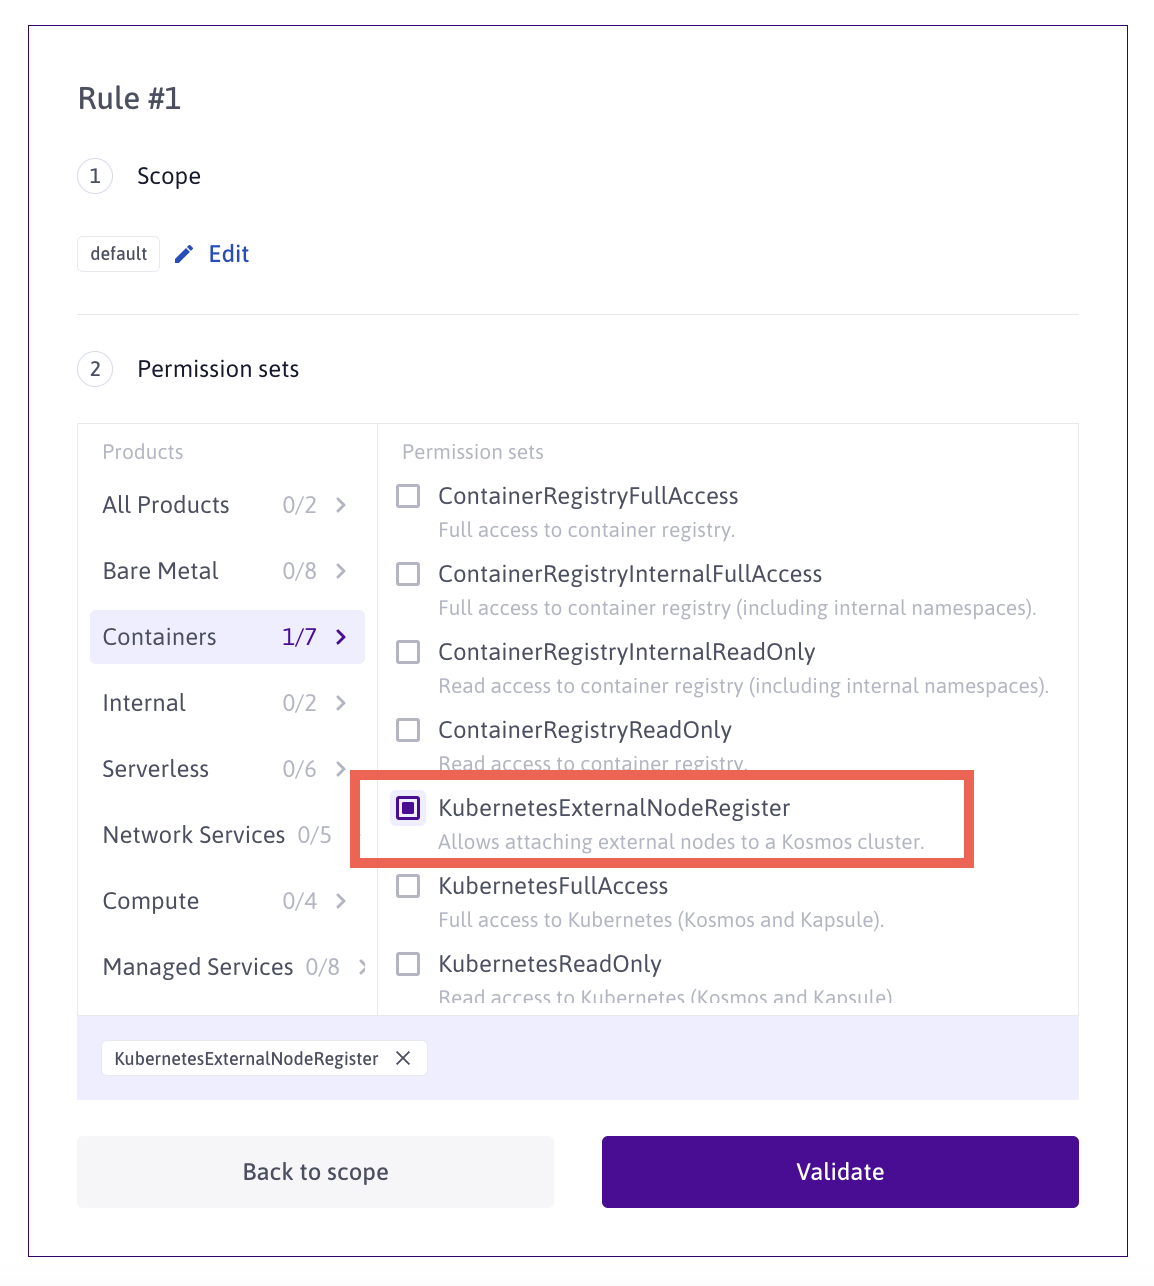 Rule #1
1 Scope
default Edit
2 Permission sets
Products
All Products 0/2
Bare Metal 0/8
Containers 1/7
Internal 0/2
Serverless 0/6
Network Services 0/5
Compute 0/4
Managed Services 0/8
Permission sets
ContainerRegistryFullAccess
Full access to container registry.
ContainerRegistryInternalFullAccess
Full access to container registry (including internal namespaces).
ContainerRegistryInternalReadOnly
Read access to container registry (including internal namespaces).
ContainerRegistryReadOnly
Read access to container registry.
KubernetesExternalNodeRegister
Allows attaching external nodes to a Kosmos cluster.
KubernetesFullAccess
Full access to Kubernetes (Kosmos and Kapsule).
KubernetesReadOnly
Read access to Kubernetes (Kosmos and Kapsule)
KubernetesExternalNodeRegister
Back to scope
Validate